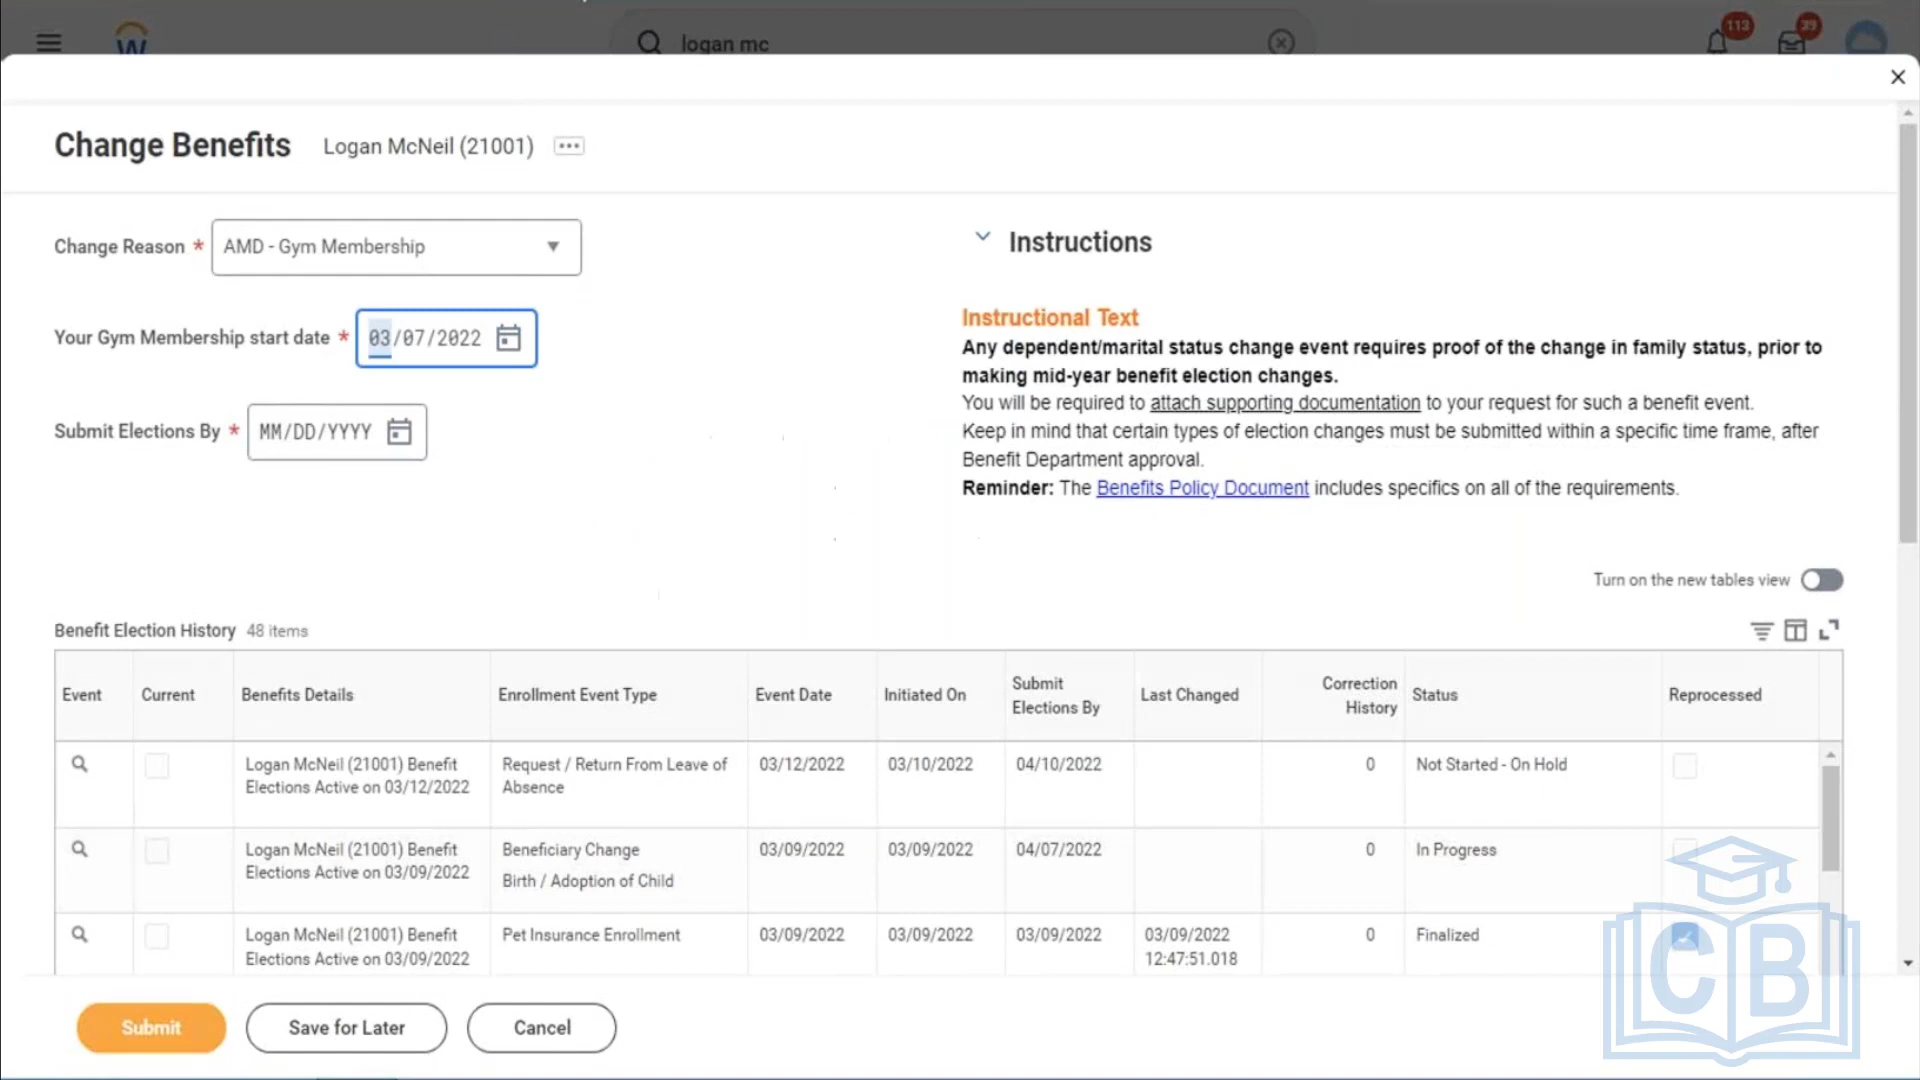 W
logan mc
113
39
Change Benefits Logan McNeil (21001)
Change Reason * AMD - Gym Membership
Your Gym Membership start date * 03/07/2022
Submit Elections By * MM/DD/YYYY
Instructions
Instructional Text
Any dependent/marital status change event requires proof of the change in family status, prior to
making mid-year benefit election changes.
You will be required to attach supporting documentation to your request for such a benefit event.
Keep in mind that certain types of election changes must be submitted within a specific time frame, after
Benefit Department approval.
Reminder: The Benefits Policy Document includes specifics on all of the requirements.
Turn on the new tables view
Benefit Election History 48 items
Event Current Benefits Details Enrollment Event Type Event Date Initiated On Submit Elections By Last Changed Correction History Status Reprocessed
Logan McNeil (21001) Benefit Request / Return From Leave of 03/12/2022 03/10/2022 04/10/2022 0 Not Started - On Hold
Elections Active on 03/12/2022 Absence
Logan McNeil (21001) Benefit Beneficiary Change 03/09/2022 03/09/2022 04/07/2022 0 In Progress
Elections Active on 03/09/2022 Birth / Adoption of Child
Logan McNeil (21001) Benefit Pet Insurance Enrollment 03/09/2022 03/09/2022 03/09/2022 03/09/2022 0 Finalized
Elections Active on 03/09/2022 12:47:51.018
CB
Submit Save for Later Cancel